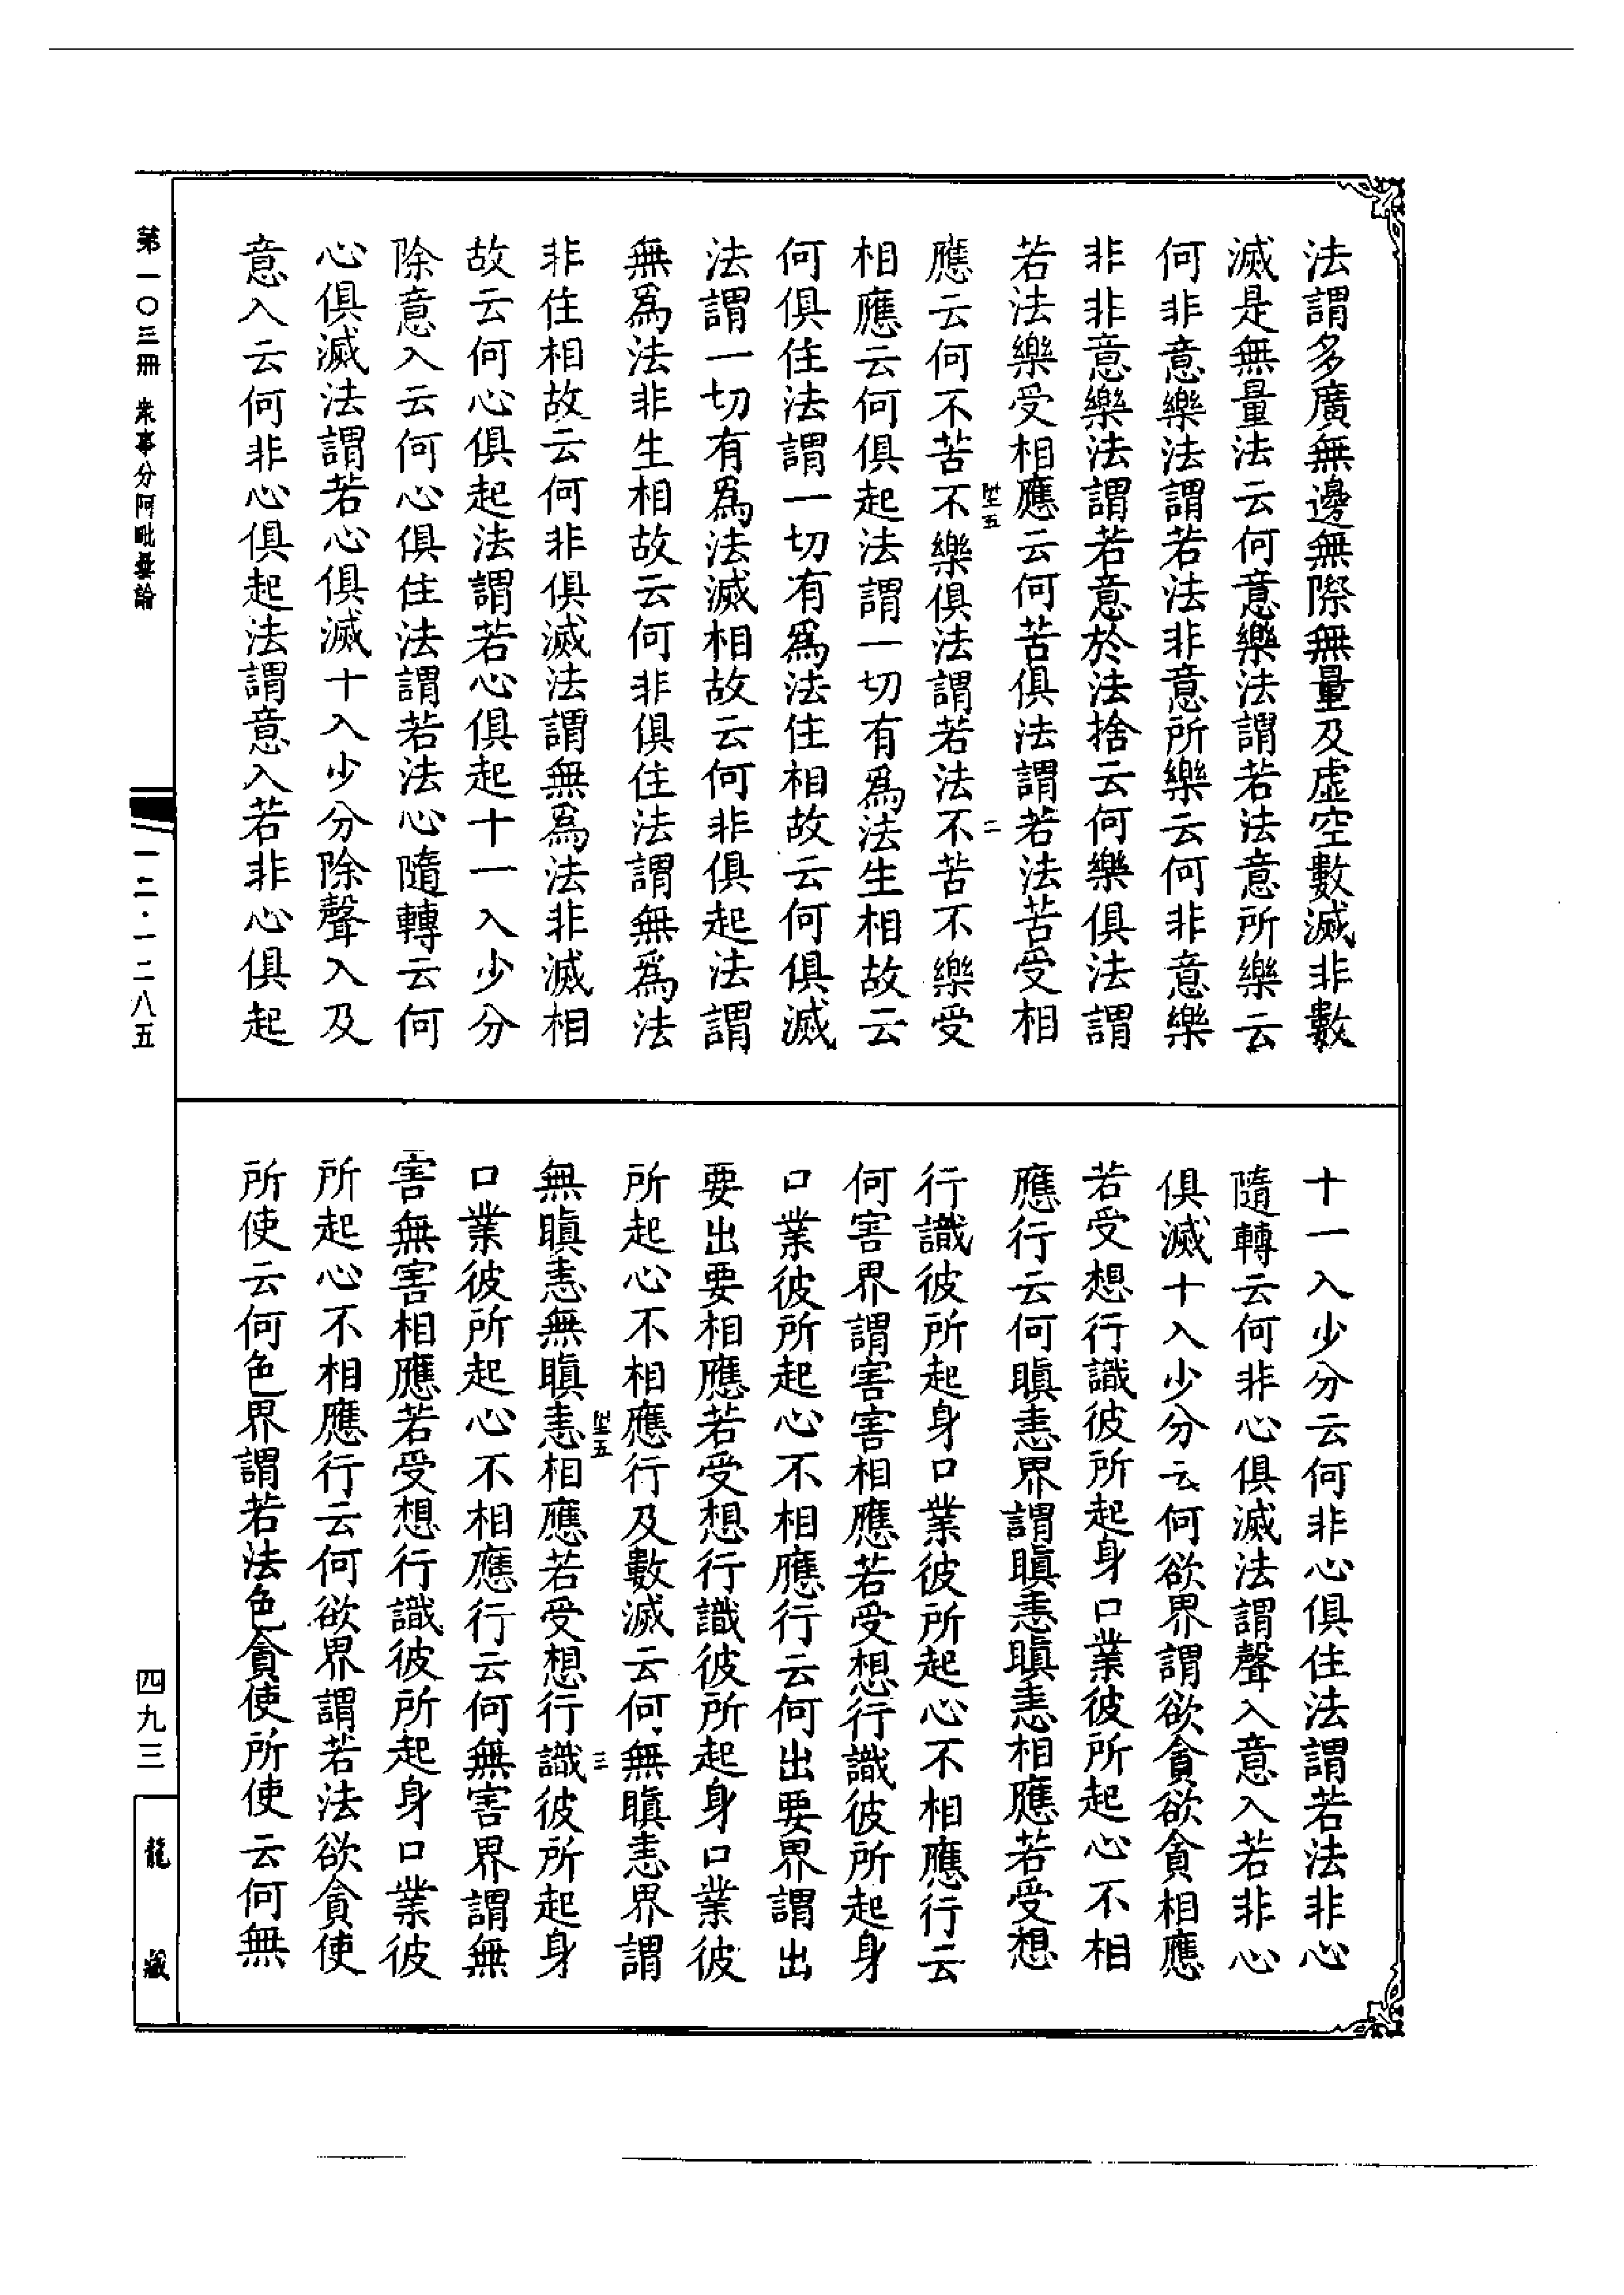 法謂多廣無邊無際無量及虛空數滅非數
滅是無量法云何意樂法謂若法意所樂云
何非意樂法謂若法非意所樂云何非意樂
非非意樂法謂若意於法捨云何樂俱法謂
若法樂受相應云何苦俱法謂若法苦受相
應云何不苦不樂俱法謂若法不苦不樂受
相應云何俱起法謂一切有爲法生相故云
何俱住法謂一切有爲法住相故云何俱滅
法謂一切有爲法滅相故云何非俱起法謂
無爲法非生相故云何非俱住法謂無爲法
非住相故云何非俱滅法謂無爲法非滅相
故云何心俱起法謂若心俱起十一入少分
除意入云何心俱住法謂若法心隨轉云何
心俱滅法謂若心俱滅十入少分除聲入及
意入云何非心俱起法謂意入若非心俱起
十一入少分云何非心俱住法謂若法非心
隨轉云何非心俱滅法謂聲入意入若非心
俱滅十入少分云何欲界謂欲貪欲貪相應
若受想行識彼所起身口業彼所起心不相
應行云何瞋恚界謂瞋恚瞋恚相應若受想
行識彼所起身口業彼所起心不相應行云
何害界謂害害相應若受想行識彼所起身
口業彼所起心不相應行云何出要界謂出
要出要相應若受想行識彼所起身口業彼
所起心不相應行及數滅云何無瞋恚界謂
無瞋恚無瞋恚相應若受想行識彼所起身
口業彼所起心不相應行云何無害界謂無
害無害相應若受想行識彼所起身口業彼
所起心不相應行云何欲界謂若法欲貪使
所使云何色界謂若法色貪使所使云何無
第一〇三冊 衆事分阿毗曇論
一二·一二八五
四九三
龍藏